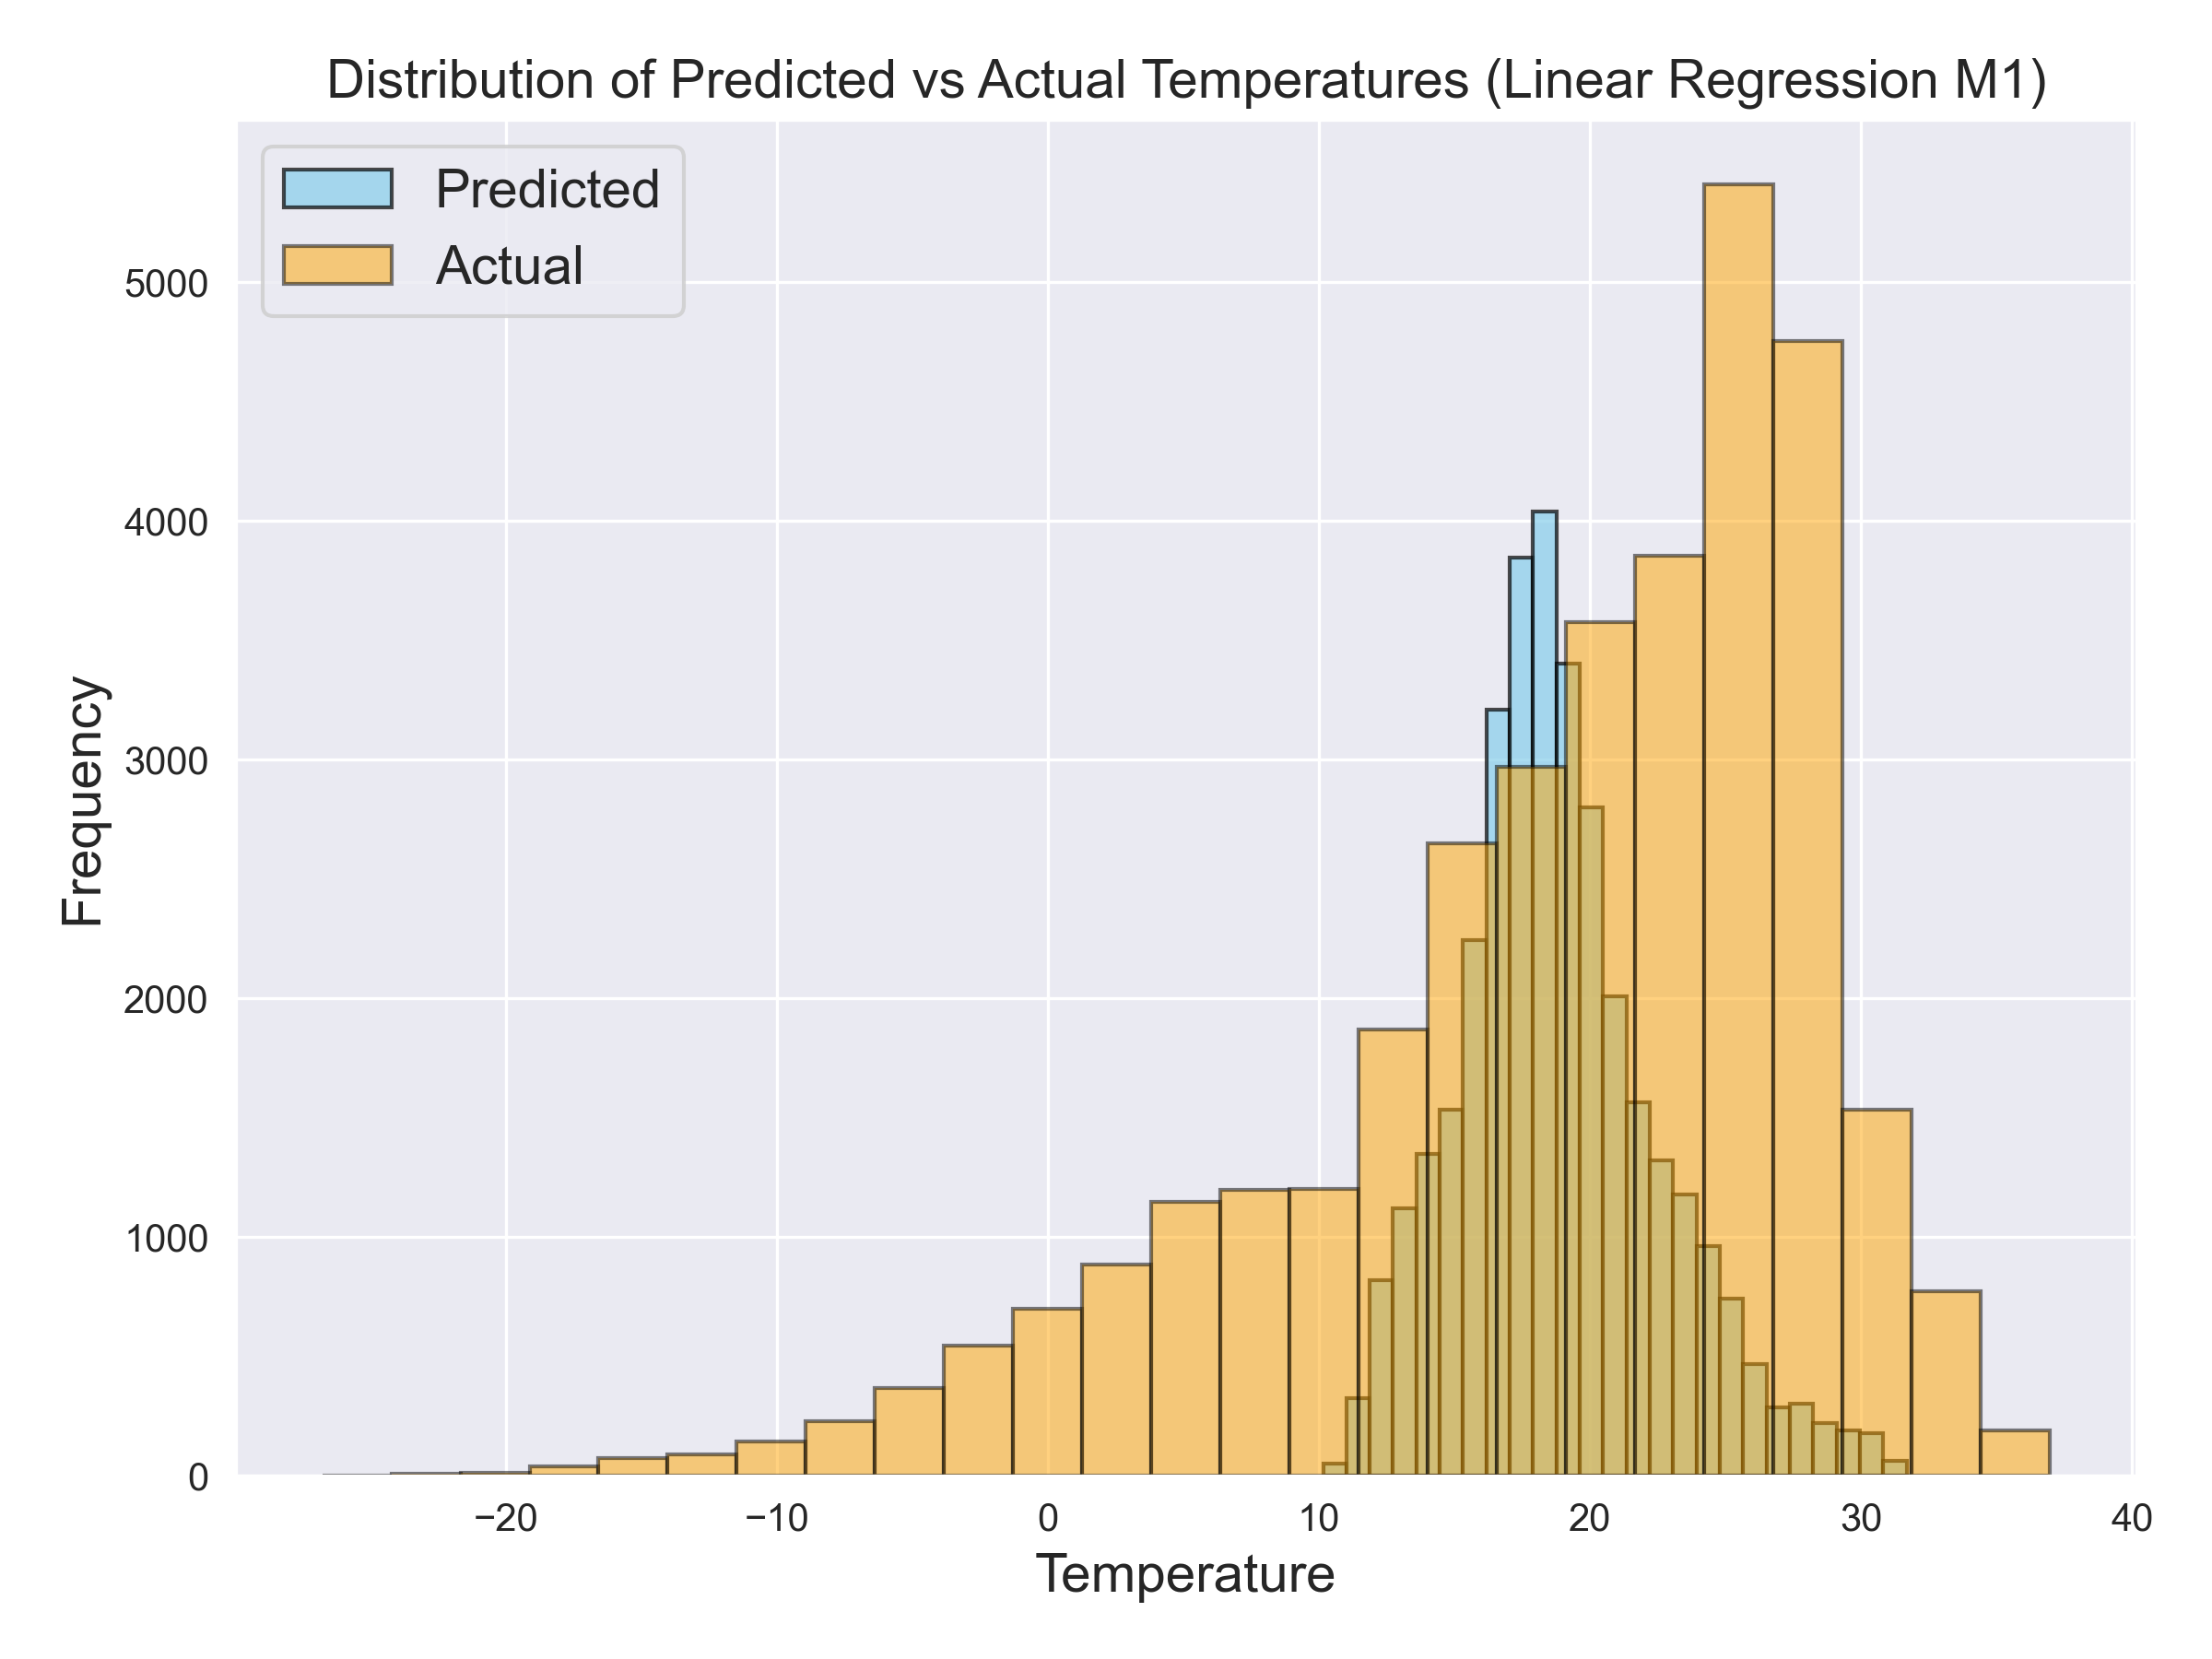 Distribution of Predicted vs Actual Temperatures (Linear Regression M1)
Predicted
Actual
Frequency
5000
4000
3000
2000
1000
0
−20 −10 0 10 20 30 40
Temperature